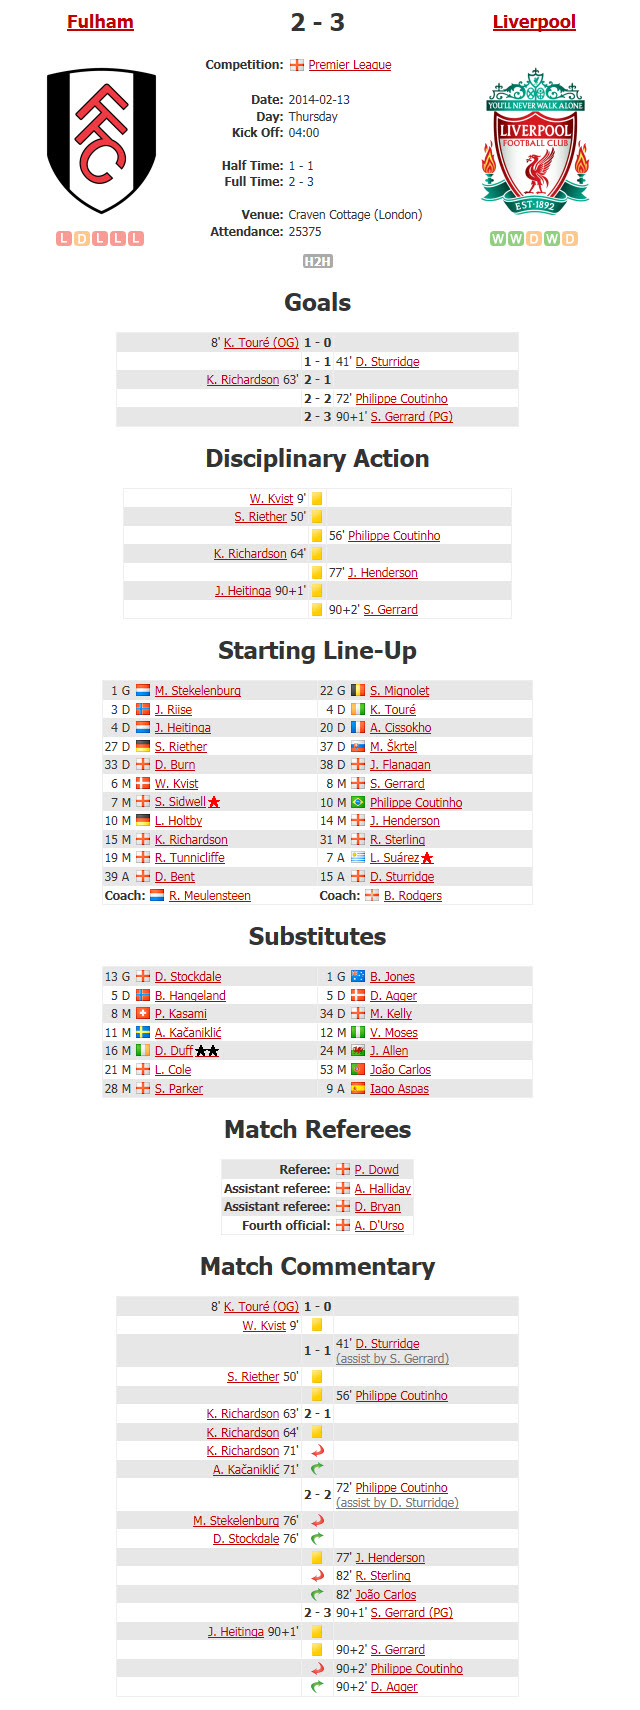 Fulham 2 - 3 Liverpool
Competition: Premier League
YOU'LL NEVER WALK ALONE
LIVERPOOL
FOOTBALL CLUB
EST·1892
FFC
Date: 2014-02-13
Day: Thursday
Kick Off: 04:00
Half Time: 1 - 1
Full Time: 2 - 3
Venue: Craven Cottage (London)
Attendance: 25375
L D L L L W W D W D
H2H
Goals
8' K. Touré (OG) 1 - 0
1 - 1 41' D. Sturridge
K. Richardson 63' 2 - 1
2 - 2 72' Philippe Coutinho
2 - 3 90+1' S. Gerrard (PG)
Disciplinary Action
W. Kvist 9'
S. Riether 50'
56' Philippe Coutinho
K. Richardson 64'
77' J. Henderson
J. Heitinga 90+1'
90+2' S. Gerrard
Starting Line-Up
1 G M. Stekelenburg 22 G S. Mignolet
3 D J. Riise 4 D K. Touré
4 D J. Heitinga 20 D A. Cissokho
27 D S. Riether 37 D M. Škrtel
33 D D. Burn 38 D J. Flanagan
6 M W. Kvist 8 M S. Gerrard
7 M S. Sidwell 10 M Philippe Coutinho
10 M L. Holtby 14 M J. Henderson
15 M K. Richardson 31 M R. Sterling
19 M R. Tunnicliffe 7 A L. Suárez
39 A D. Bent 15 A D. Sturridge
Coach: R. Meulensteen Coach: B. Rodgers
Substitutes
13 G D. Stockdale 1 G B. Jones
5 D B. Hangeland 5 D D. Agger
8 M P. Kasami 34 D M. Kelly
11 M A. Kačaniklić 12 M V. Moses
16 M D. Duff 24 M J. Allen
21 M L. Cole 53 M João Carlos
28 M S. Parker 9 A Iago Aspas
Match Referees
Referee: P. Dowd
Assistant referee: A. Halliday
Assistant referee: D. Bryan
Fourth official: A. D'Urso
Match Commentary
8' K. Touré (OG) 1 - 0
W. Kvist 9'
1 - 1 41' D. Sturridge
(assist by S. Gerrard)
S. Riether 50'
56' Philippe Coutinho
K. Richardson 63' 2 - 1
K. Richardson 64'
K. Richardson 71'
A. Kačaniklić 71'
2 - 2 72' Philippe Coutinho
(assist by D. Sturridge)
M. Stekelenburg 76'
D. Stockdale 76'
77' J. Henderson
82' R. Sterling
82' João Carlos
2 - 3 90+1' S. Gerrard (PG)
J. Heitinga 90+1'
90+2' S. Gerrard
90+2' Philippe Coutinho
90+2' D. Agger